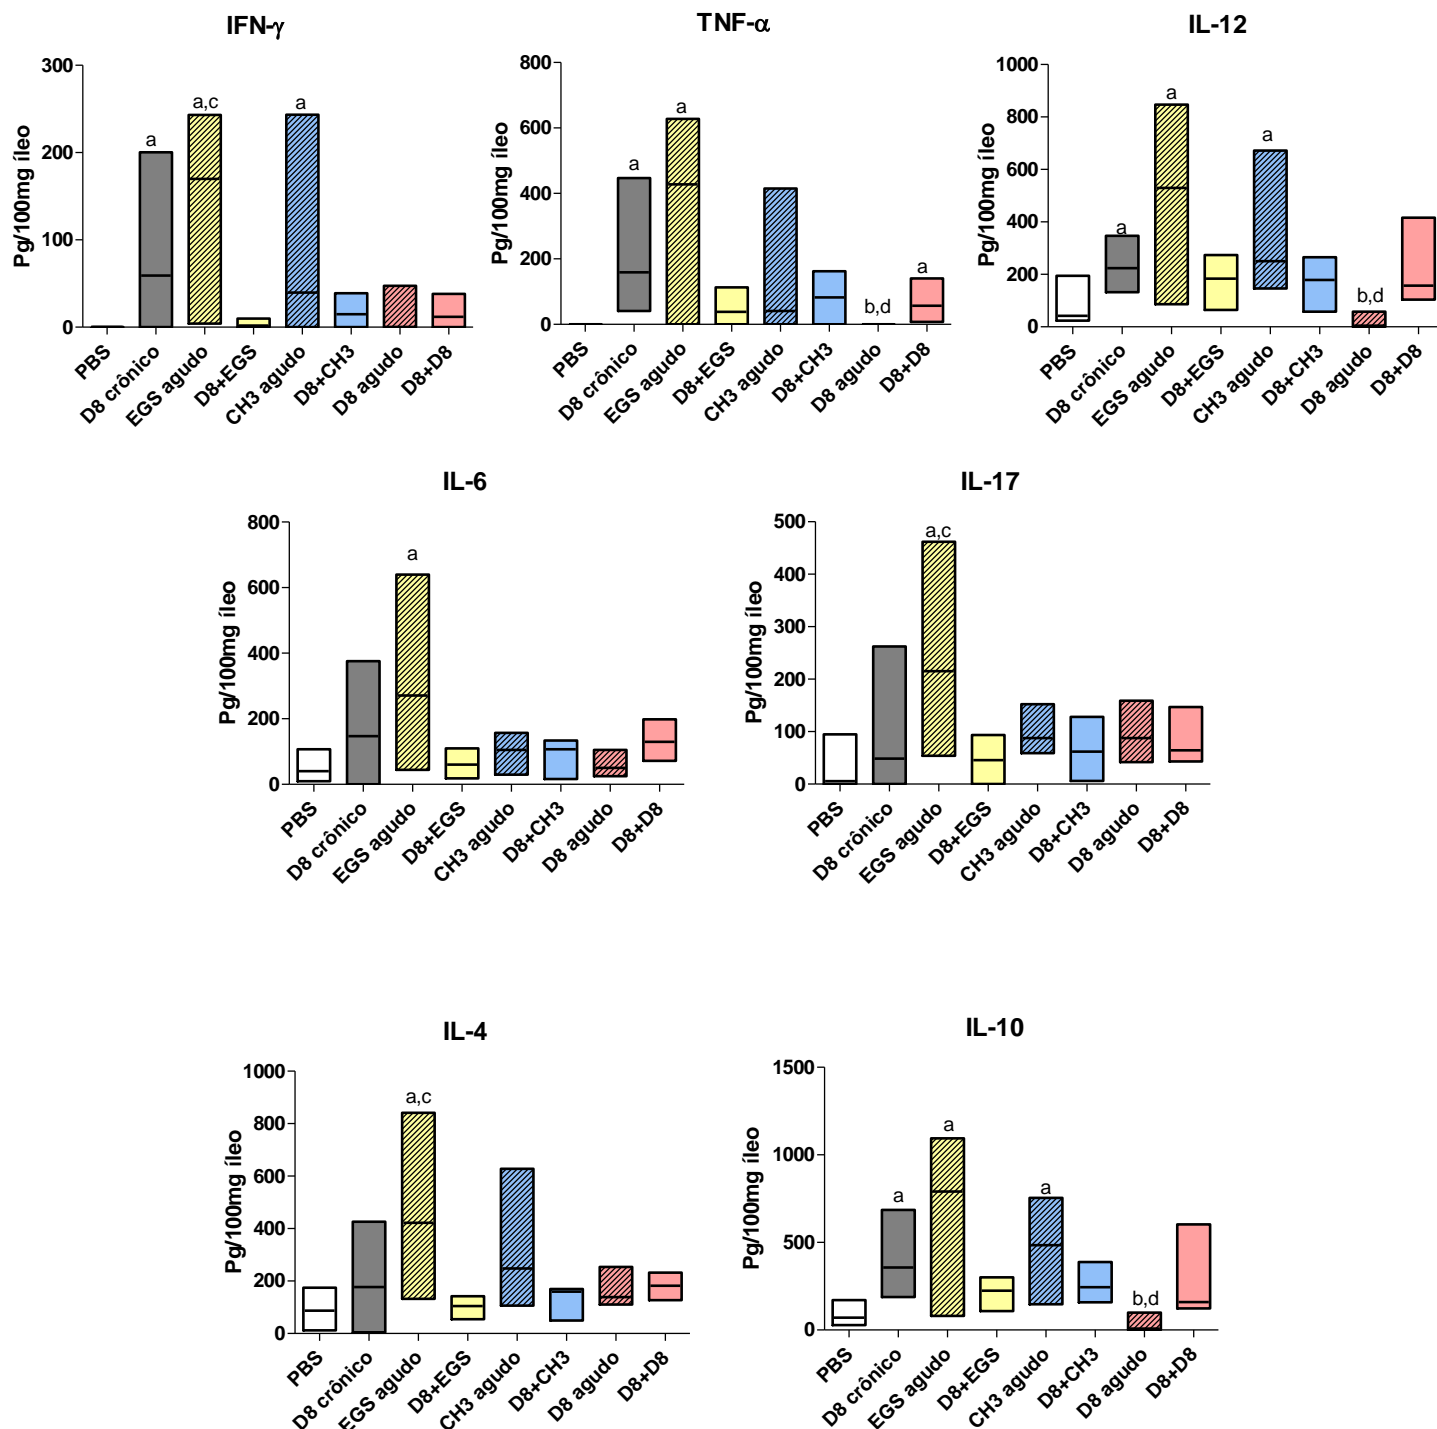 IFN-γ
Pg/100mg íleo
300
200
100
0
a
a,c
a
PBS
D8 crônico
EGS agudo
D8+EGS
CH3 agudo
D8+CH3
D8 agudo
D8+D8
TNF-α
Pg/100mg íleo
800
600
400
200
0
a
a
b,d
a
PBS
D8 crônico
EGS agudo
D8+EGS
CH3 agudo
D8+CH3
D8 agudo
D8+D8
IL-12
Pg/100mg íleo
1000
800
600
400
200
0
a
a
a
b,d
PBS
D8 crônico
EGS agudo
D8+EGS
CH3 agudo
D8+CH3
D8 agudo
D8+D8
IL-6
Pg/100mg íleo
800
600
400
200
0
a
PBS
D8 crônico
EGS agudo
D8+EGS
CH3 agudo
D8+CH3
D8 agudo
D8+D8
IL-17
Pg/100mg íleo
500
400
300
200
100
0
a,c
PBS
D8 crônico
EGS agudo
D8+EGS
CH3 agudo
D8+CH3
D8 agudo
D8+D8
IL-4
Pg/100mg íleo
1000
800
600
400
200
0
a,c
PBS
D8 crônico
EGS agudo
D8+EGS
CH3 agudo
D8+CH3
D8 agudo
D8+D8
IL-10
Pg/100mg íleo
1500
1000
500
0
a
a
a
b,d
PBS
D8 crônico
EGS agudo
D8+EGS
CH3 agudo
D8+CH3
D8 agudo
D8+D8